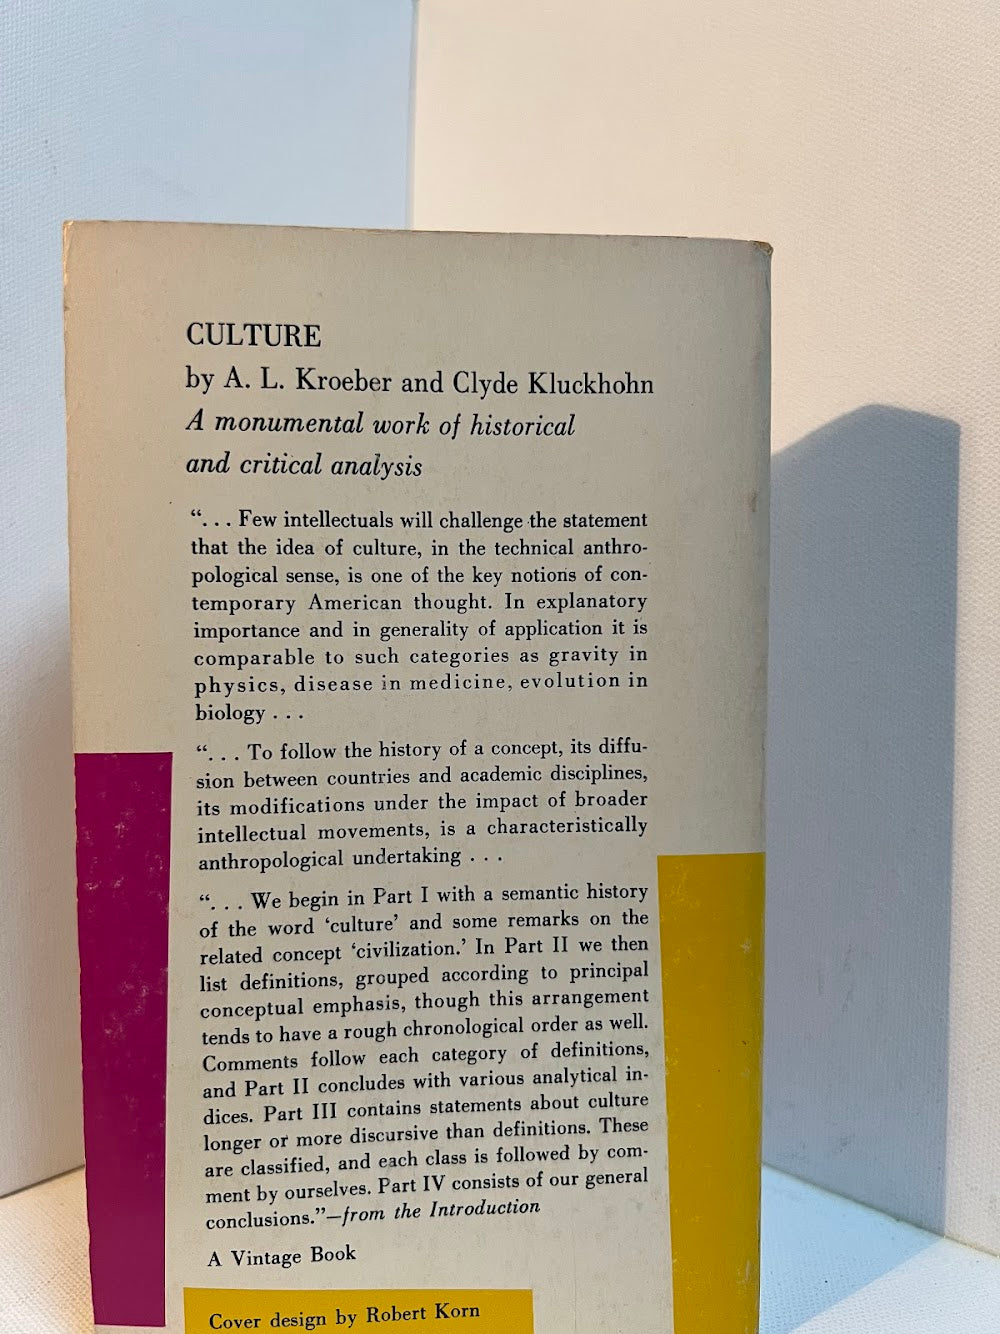 CULTURE
by A. L. Kroeber and Clyde Kluckhohn
A monumental work of historical
and critical analysis
“. . . Few intellectuals will challenge the statement
that the idea of culture, in the technical anthro-
pological sense, is one of the key notions of con-
temporary American thought. In explanatory
importance and in generality of application it is
comparable to such categories as gravity in
physics, disease in medicine, evolution in
biology . . .
“. . . To follow the history of a concept, its diffu-
sion between countries and academic disciplines,
its modifications under the impact of broader
intellectual movements, is a characteristically
anthropological undertaking . . .
“. . . We begin in Part I with a semantic history
of the word ‘culture’ and some remarks on the
related concept ‘civilization.’ In Part II we then
list definitions, grouped according to principal
conceptual emphasis, though this arrangement
tends to have a rough chronological order as well.
Comments follow each category of definitions,
and Part II concludes with various analytical in-
dices. Part III contains statements about culture
longer or more discursive than definitions. These
are classified, and each class is followed by com-
ment by ourselves. Part IV consists of our general
conclusions.”—from the Introduction
A Vintage Book
Cover design by Robert Korn